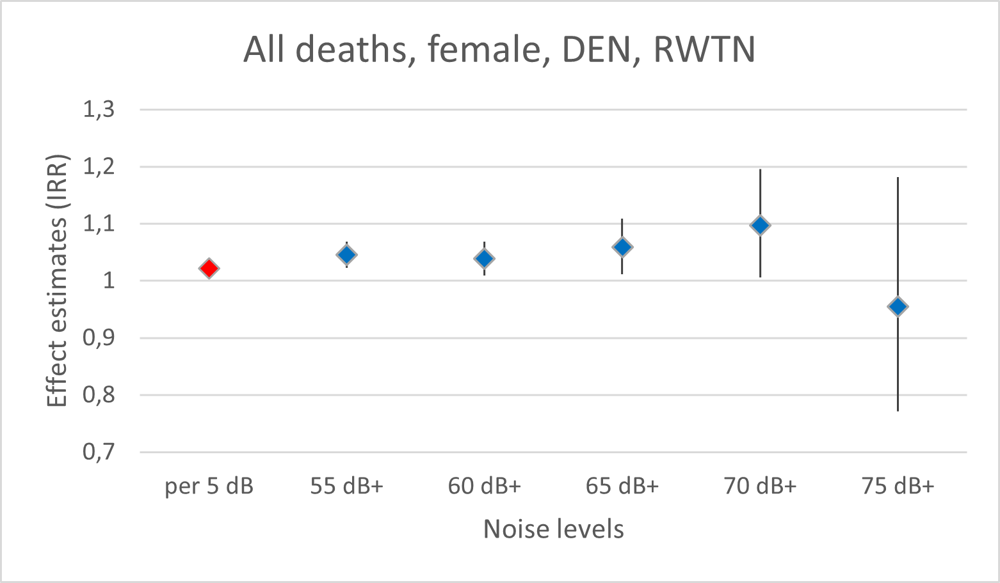 All deaths, female, DEN, RWTN
Effect estimates (IRR)
1,3
1,2
1,1
1
0,9
0,8
0,7
per 5 dB 55 dB+ 60 dB+ 65 dB+ 70 dB+ 75 dB+
Noise levels